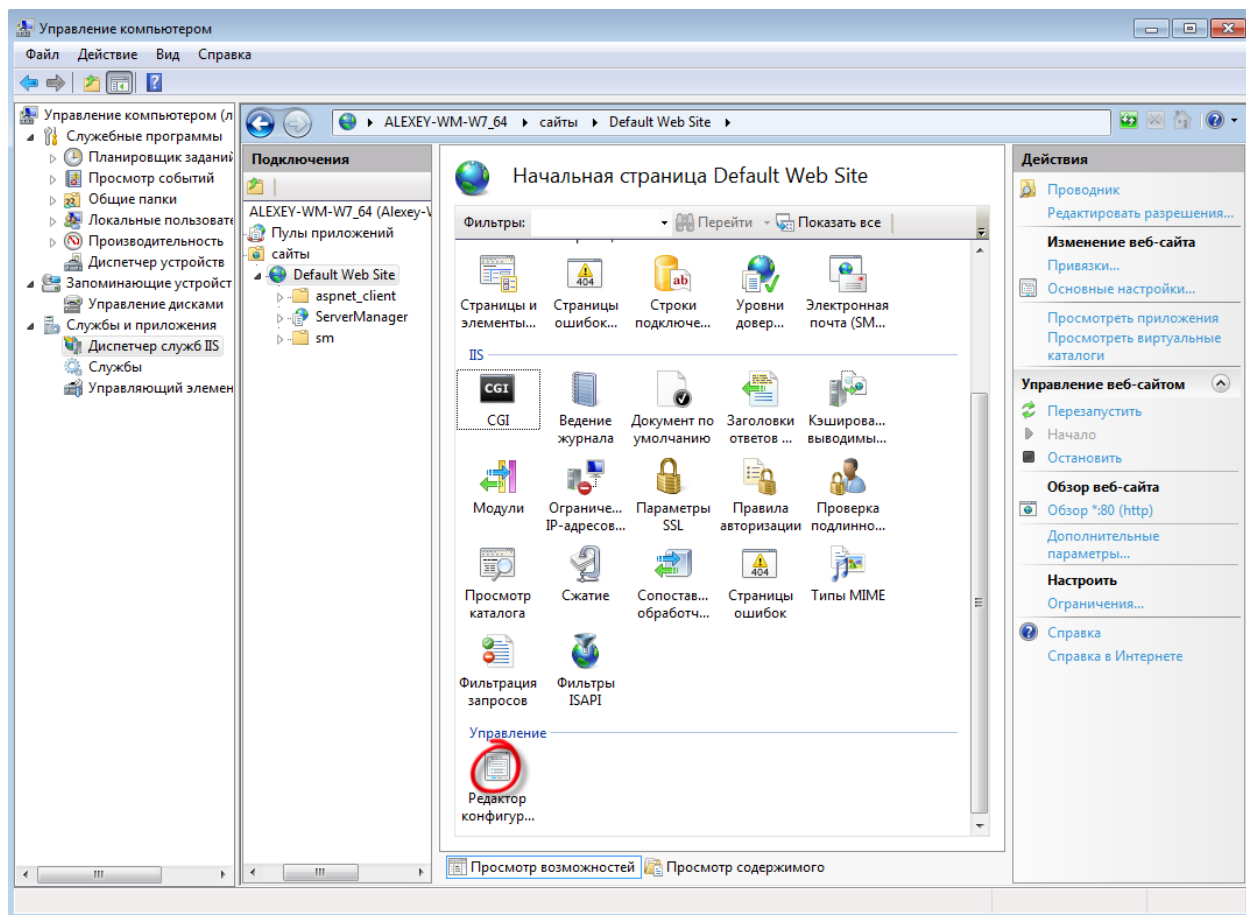 Управление компьютером
Файл Действие Вид Справка
Управление компьютером (л
Служебные программы
Планировщик заданий
Просмотр событий
Общие папки
Локальные пользовате
Производительность
Диспетчер устройств
Запоминающие устройст
Управление дисками
Службы и приложения
Диспетчер служб IIS
Службы
Управляющий элемен
ALEXEY-WM-W7_64 сайты Default Web Site
Подключения
ALEXEY-WM-W7_64 (Alexey-W
Пулы приложений
сайты
Default Web Site
aspnet_client
ServerManager
sm
Начальная страница Default Web Site
Фильтры: Перейти Показать все
Страницы и элементы...
Страницы ошибок...
Строки подключе...
Уровни довер...
Электронная почта (SM...
IIS
CGI
CGI
Ведение журнала
Документ по умолчанию
Заголовки ответов ...
Кэширова... выводимы...
Модули
Ограниче... IP-адресов...
Параметры SSL
Правила авторизации
Проверка подлинно...
Просмотр каталога
Сжатие
Сопостав... обработч...
Страницы ошибок
Типы MIME
Фильтрация запросов
Фильтры ISAPI
Управление
Редактор конфигур...
Просмотр возможностей Просмотр содержимого
Действия
Проводник
Редактировать разрешения...
Изменение веб-сайта
Привязки...
Основные настройки...
Просмотреть приложения
Просмотреть виртуальные
каталоги
Управление веб-сайтом
Перезапустить
Начало
Остановить
Обзор веб-сайта
Обзор *:80 (http)
Дополнительные
параметры...
Настроить
Ограничения...
Справка
Справка в Интернете